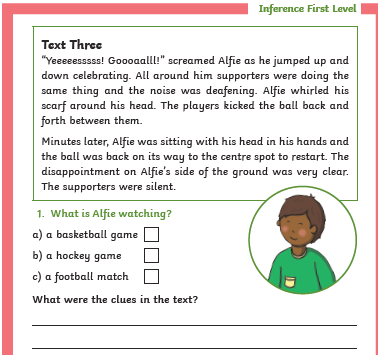 Inference First Level
Text Three
“Yeeeeesssss! Goooaalll!” screamed Alfie as he jumped up and
down celebrating. All around him supporters were doing the
same thing and the noise was deafening. Alfie whirled his
scarf around his head. The players kicked the ball back and
forth between them.
Minutes later, Alfie was sitting with his head in his hands and
the ball was back on its way to the centre spot to restart. The
disappointment on Alfie’s side of the ground was very clear.
The supporters were silent.
1. What is Alfie watching?
a) a basketball game
b) a hockey game
c) a football match
What were the clues in the text?